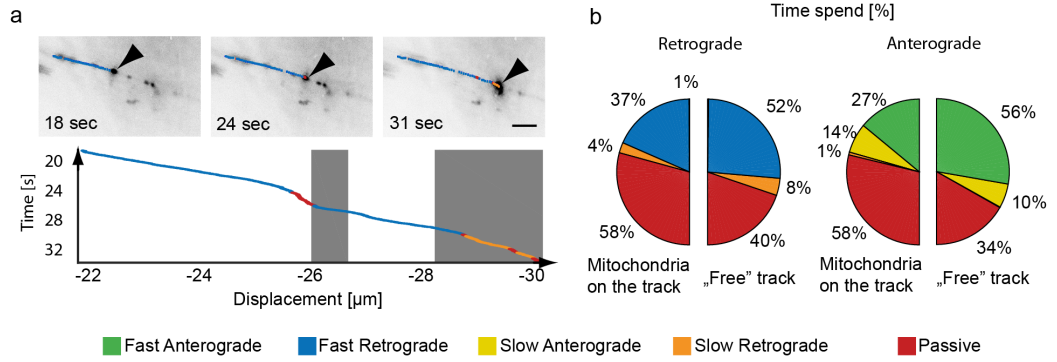 a
18 sec
24 sec
31 sec
Time [s]
20
24
28
32
-22
-24
-26
-28
-30
Displacement [µm]
b
Time spend [%]
Retrograde
Anterograde
1%
37%
4%
58%
52%
8%
40%
27%
14%
1%
58%
56%
10%
34%
Mitochondria
on the track
„Free” track
Mitochondria
on the track
„Free” track
Fast Anterograde
Fast Retrograde
Slow Anterograde
Slow Retrograde
Passive